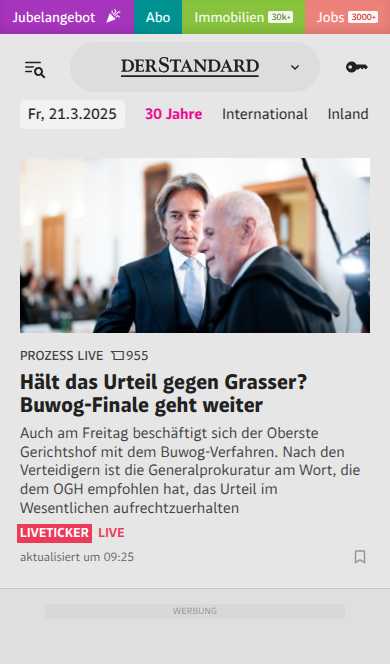 Jubelangebot Abo Immobilien 30k+ Jobs 3000+
DERSTANDARD
Fr, 21.3.2025 30 Jahre International Inland
PROZESS LIVE 955
Hält das Urteil gegen Grasser?
Buwog-Finale geht weiter
Auch am Freitag beschäftigt sich der Oberste
Gerichtshof mit dem Buwog-Verfahren. Nach den
Verteidigern ist die Generalprokuratur am Wort, die
dem OGH empfohlen hat, das Urteil im
Wesentlichen aufrechtzuerhalten
LIVETICKER LIVE
aktualisiert um 09:25
WERBUNG